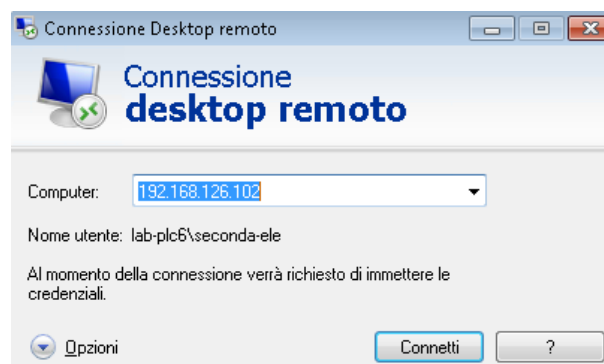 Connessione Desktop remoto
Connessione
desktop remoto
Computer: 192.168.126.102
Nome utente: lab-plc6\seconda-ele
Al momento della connessione verrà richiesto di immettere le
credenziali.
Opzioni Connetti ?